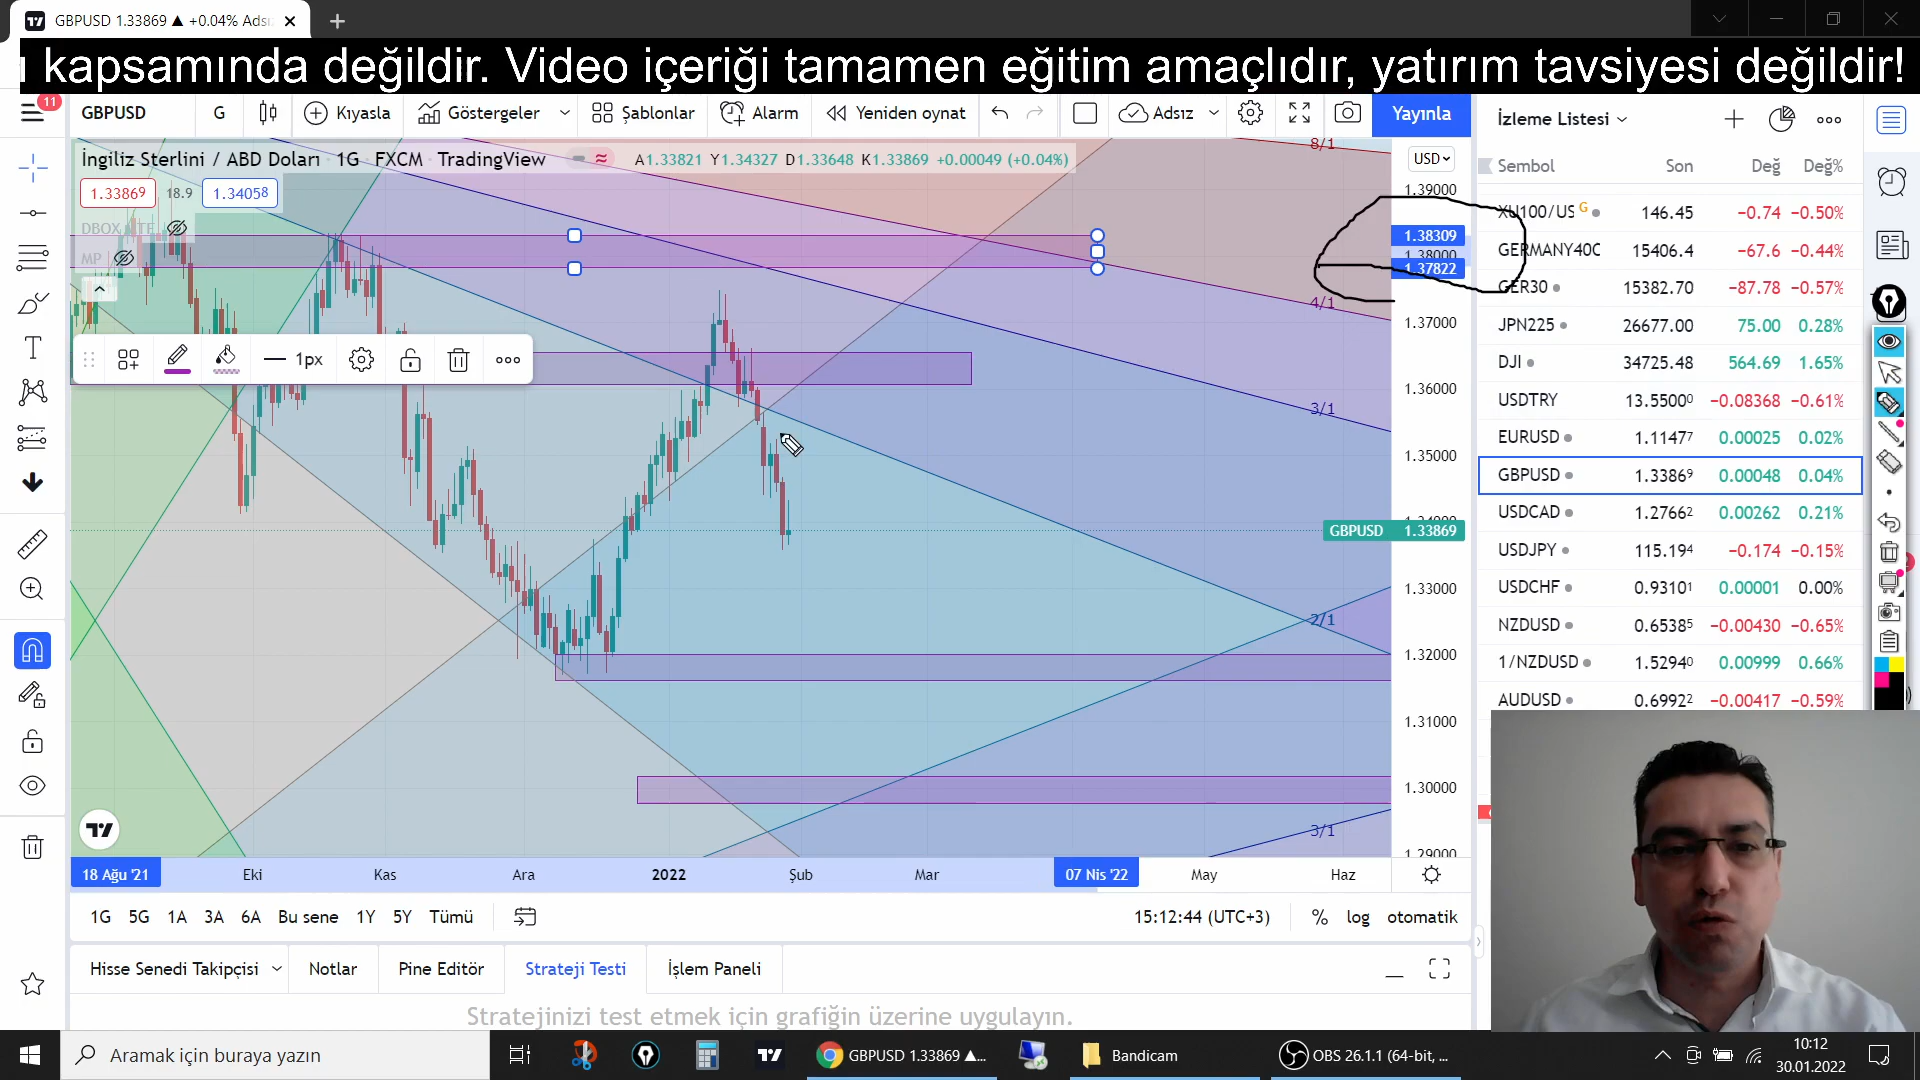 GBPUSD 1.33869 ▲ +0.04% Adsı
kapsamında değildir. Video içeriği tamamen eğitim amaçlıdır, yatırım tavsiyesi değildir!
11
GBPUSD G Kıyasla Göstergeler Şablonlar Alarm Yeniden oynat Adsız Yayınla
İngiliz Sterlini / ABD Doları 1G FXCM TradingView A1.33821 Y1.34327 D1.33648 K1.33869 +0.00049 (+0.04%)
1.33869 18.9 1.34058
MP
USD
1.39000
1.38309
1.38000
1.37822
1.37000
1.36000
1.35000
GBPUSD 1.33869
1.33000
1.32000
1.31000
1.30000
1.29000
8/1
4/1
3/1
2/1
3/1
1px
18 Ağu '21 Eki Kas Ara 2022 Şub Mar 07 Nis '22 May Haz
1G 5G 1A 3A 6A Bu sene 1Y 5Y Tümü 15:12:44 (UTC+3) % log otomatik
Hisse Senedi Takipçisi Notlar Pine Editör Strateji Testi İşlem Paneli
Stratejinizi test etmek için grafiğin üzerine uygulayın.
İzleme Listesi
Sembol Son Değ Değ%
XU100/US G 146.45 −0.74 −0.50%
GERMANY40C 15406.4 −67.6 −0.44%
GER30 15382.70 −87.78 −0.57%
JPN225 26677.00 75.00 0.28%
DJI 34725.48 564.69 1.65%
USDTRY 13.5500 −0.08368 −0.61%
EURUSD 1.11477 0.00025 0.02%
GBPUSD 1.33869 0.00048 0.04%
USDCAD 1.27662 0.00262 0.21%
USDJPY 115.194 −0.174 −0.15%
USDCHF 0.93101 0.00001 0.00%
NZDUSD 0.65385 −0.00430 −0.65%
1/NZDUSD 1.52940 0.00999 0.66%
AUDUSD 0.69922 −0.00417 −0.59%
Aramak için buraya yazın
GBPUSD 1.33869 ▲...
Bandicam
OBS 26.1.1 (64-bit, ...
10:12
30.01.2022